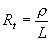 R_t = ρ/L